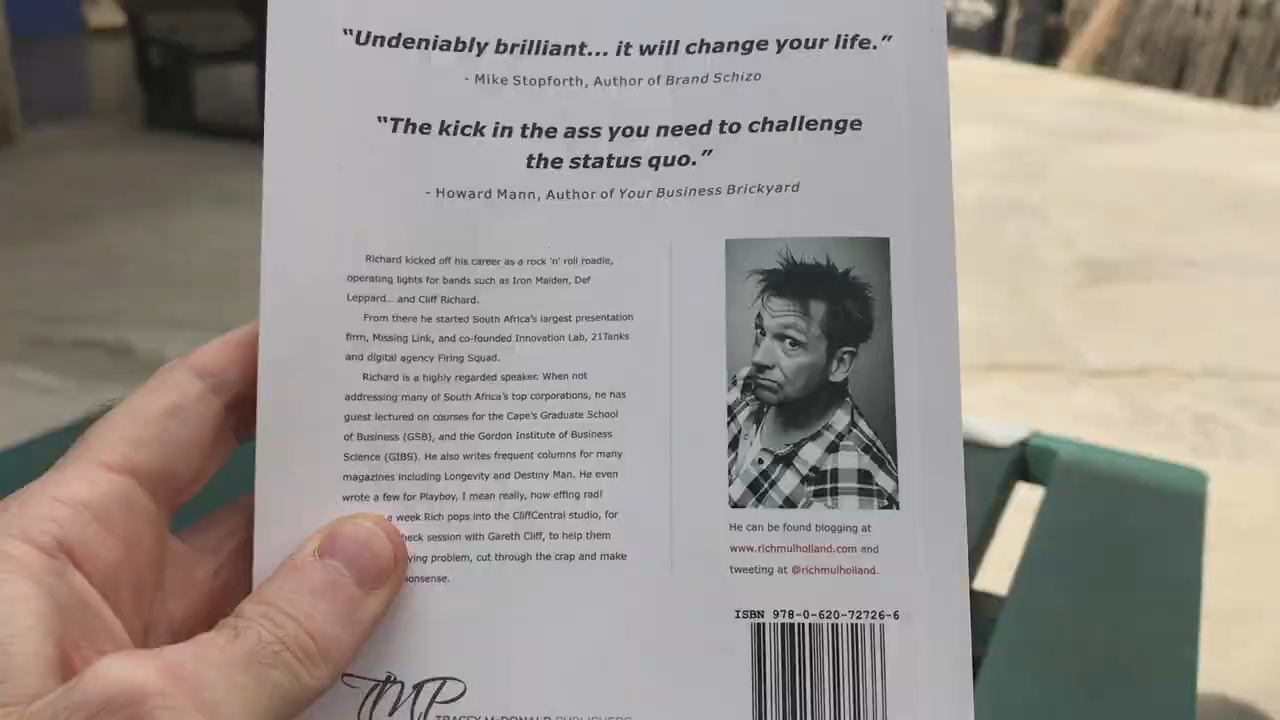 “Undeniably brilliant... it will change your life.”
- Mike Stopforth, Author of Brand Schizo
“The kick in the ass you need to challenge
the status quo.”
- Howard Mann, Author of Your Business Brickyard
Richard kicked off his career as a rock 'n' roll roadie,
operating lights for bands such as Iron Maiden, Def
Leppard... and Cliff Richard.
From there he started South Africa's largest presentation
firm, Missing Link, and co-founded Innovation Lab, 21Tanks
and digital agency Firing Squad.
Richard is a highly regarded speaker. When not
addressing many of South Africa's top corporations, he has
guest lectured on courses for the Cape's Graduate School
of Business (GSB), and the Gordon Institute of Business
Science (GIBS). He also writes frequent columns for many
magazines including Longevity and Destiny Man. He even
wrote a few for Playboy, I mean really, how effing rad!
a week Rich pops into the CliffCentral studio, for
session with Gareth Cliff, to help them
problem, cut through the crap and make
He can be found blogging at
www.richmulholland.com and
tweeting at @richmulholland.
ISBN 978-0-620-72726-6
TMP TRACEY McDONALD PUBLISHERS